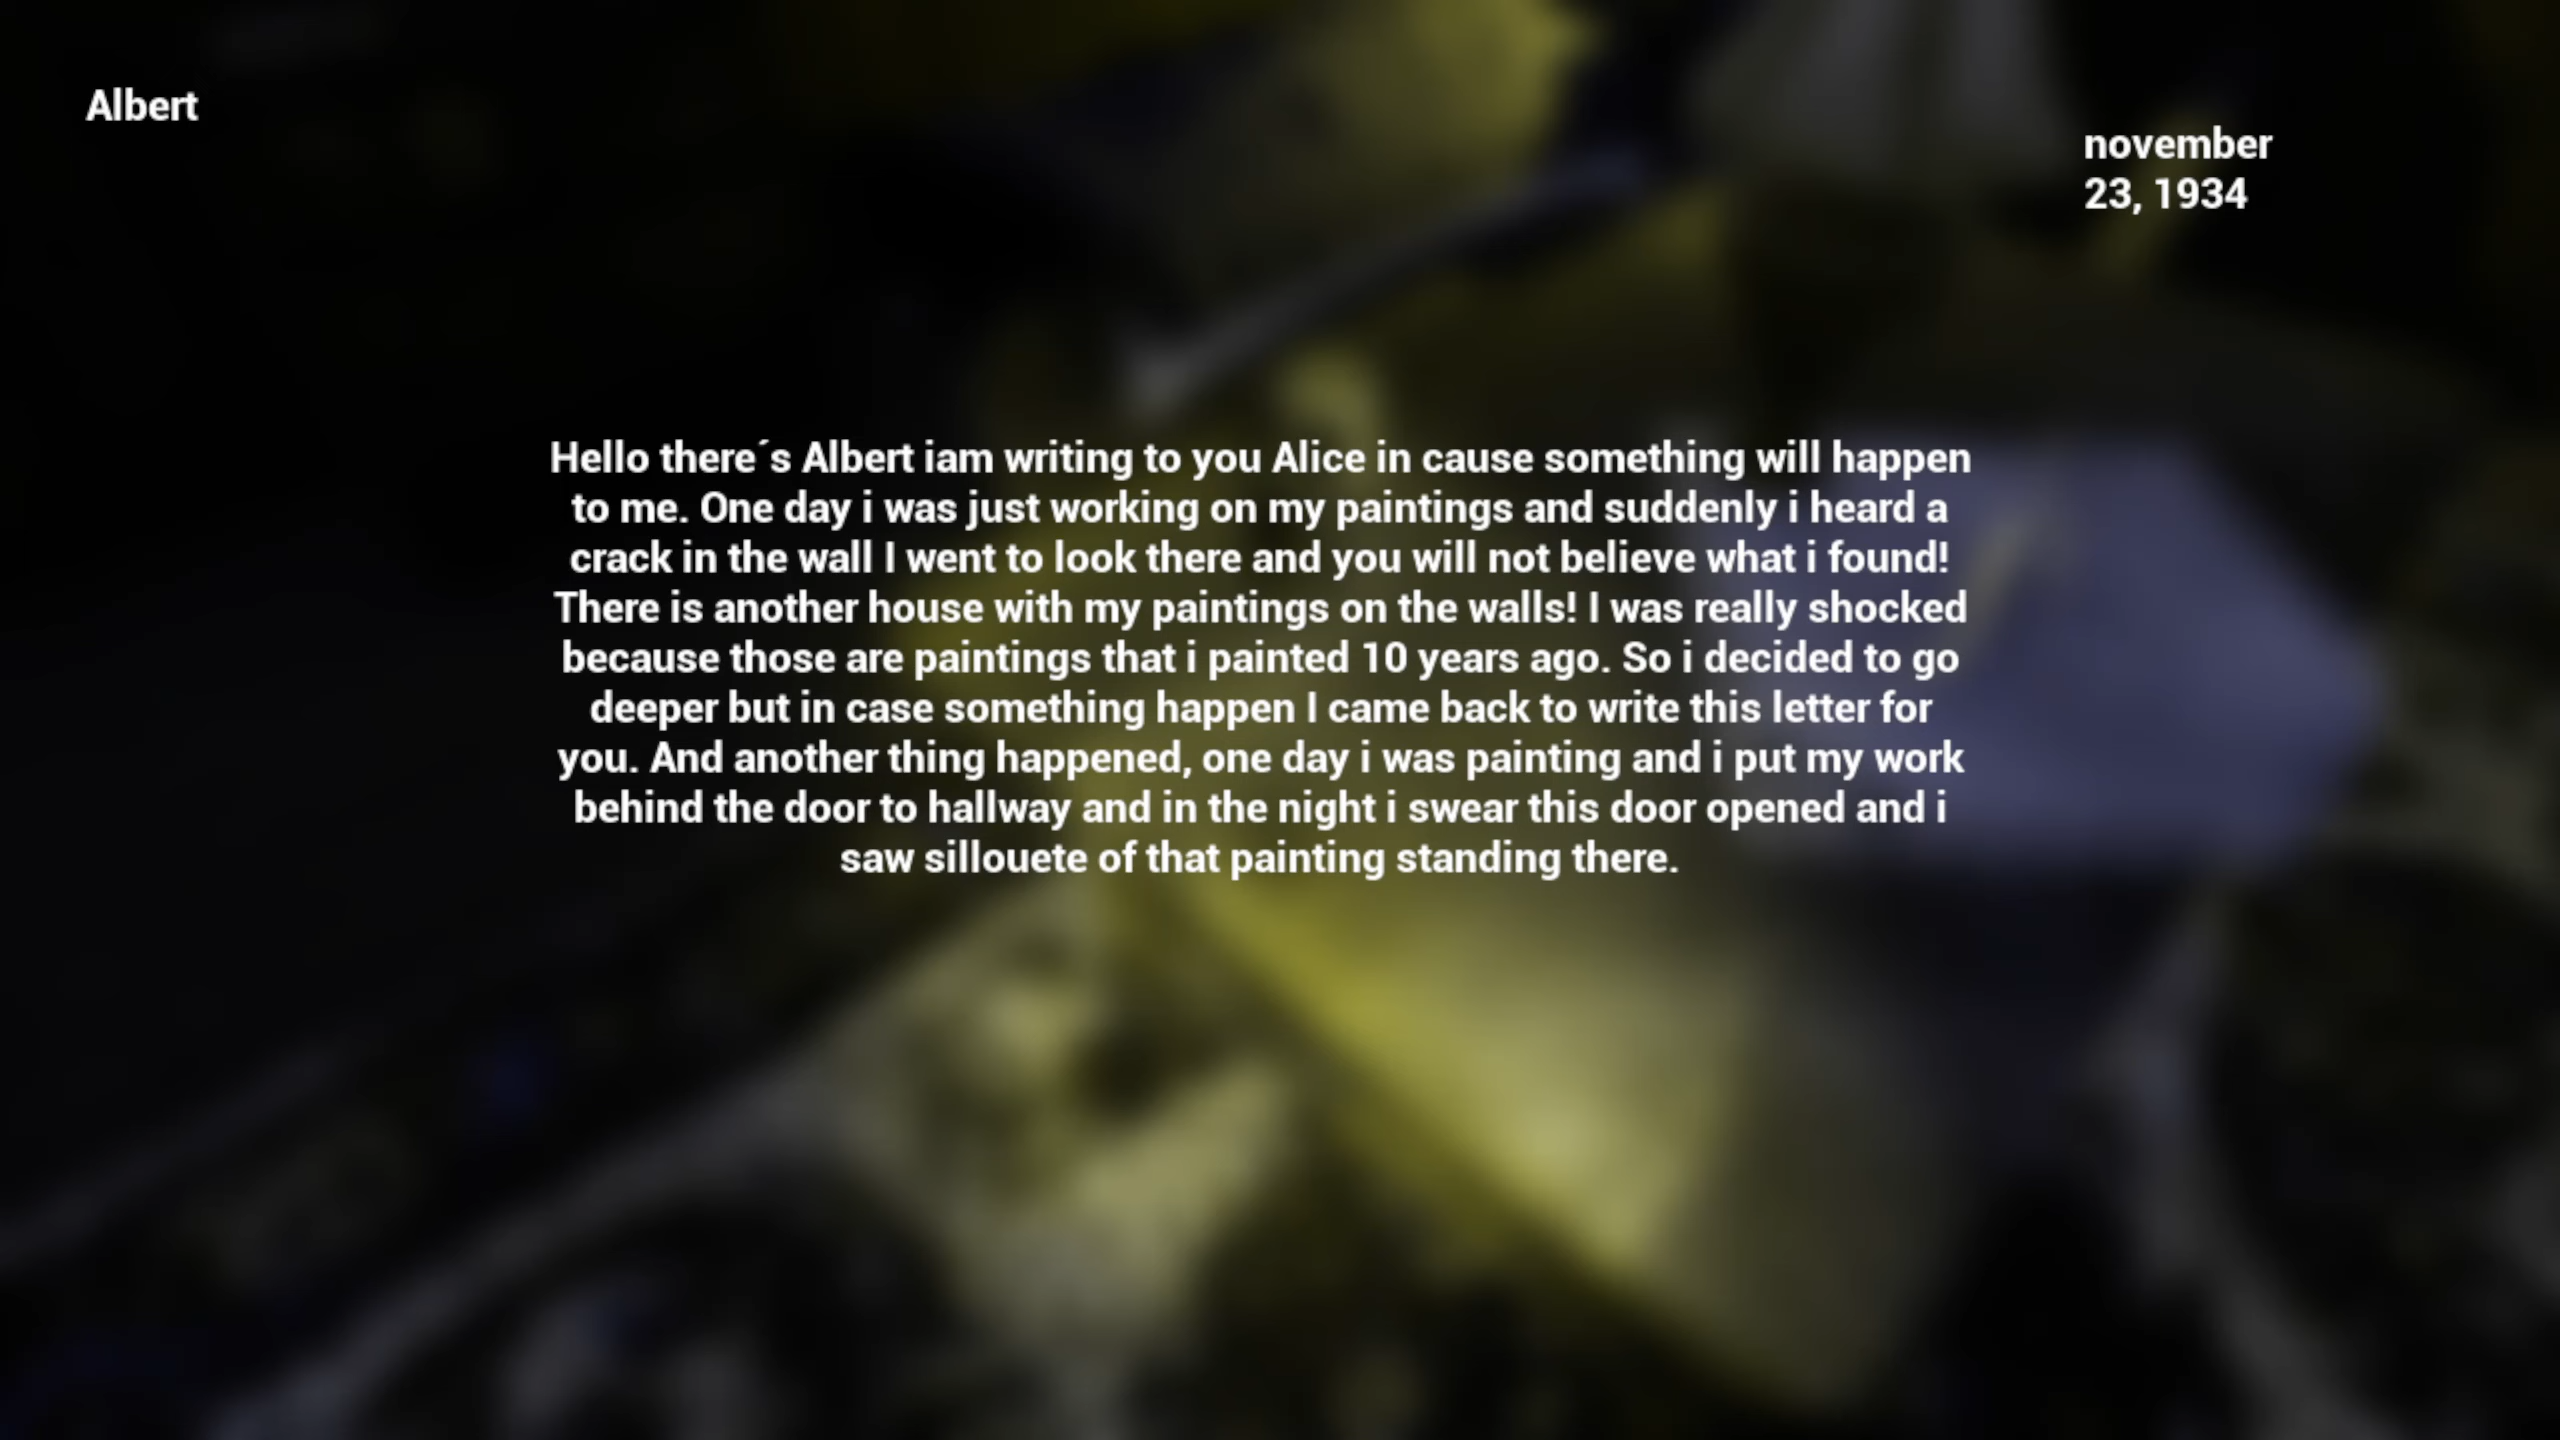 Albert
november
23, 1934
Hello there´s Albert iam writing to you Alice in cause something will happen
to me. One day i was just working on my paintings and suddenly i heard a
crack in the wall I went to look there and you will not believe what i found!
There is another house with my paintings on the walls! I was really shocked
because those are paintings that i painted 10 years ago. So i decided to go
deeper but in case something happen I came back to write this letter for
you. And another thing happened, one day i was painting and i put my work
behind the door to hallway and in the night i swear this door opened and i
saw sillouete of that painting standing there.